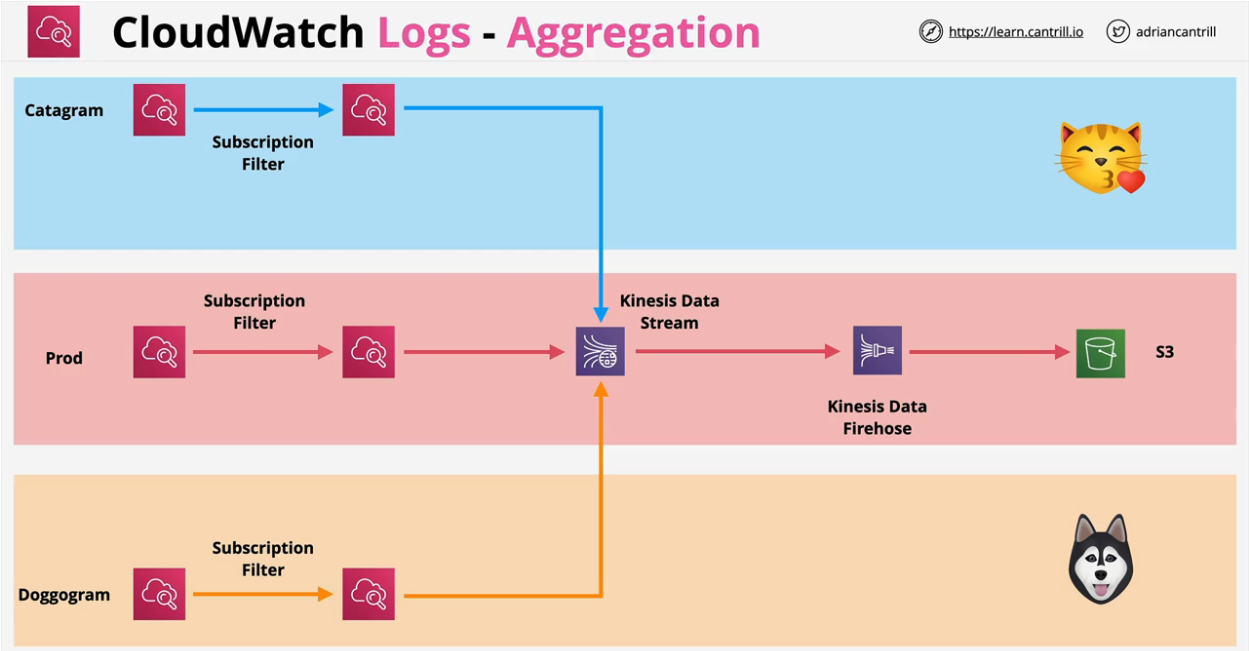 CloudWatch Logs - Aggregation
https://learn.cantrill.io
adriancantrill
Catagram
Subscription
Filter
Prod
Subscription
Filter
Kinesis Data
Stream
Kinesis Data
Firehose
S3
Doggogram
Subscription
Filter